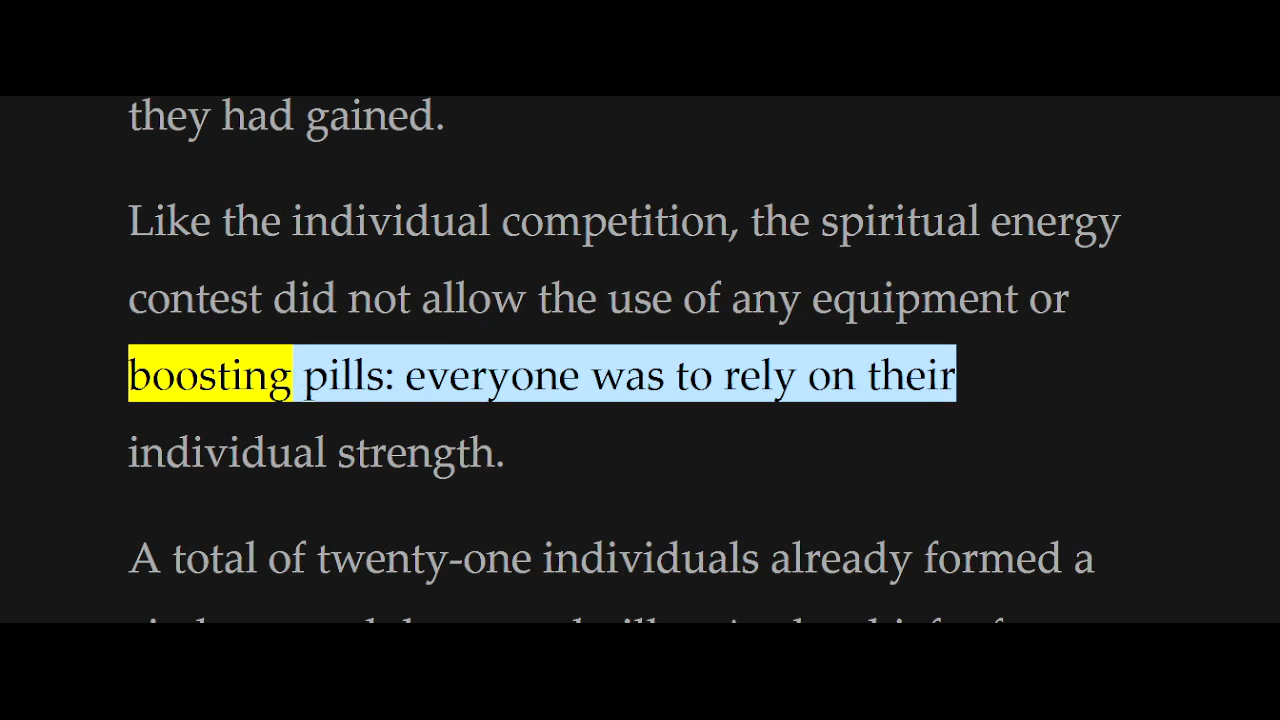 they had gained.
Like the individual competition, the spiritual energy
contest did not allow the use of any equipment or
boosting pills: everyone was to rely on their
individual strength.
A total of twenty-one individuals already formed a